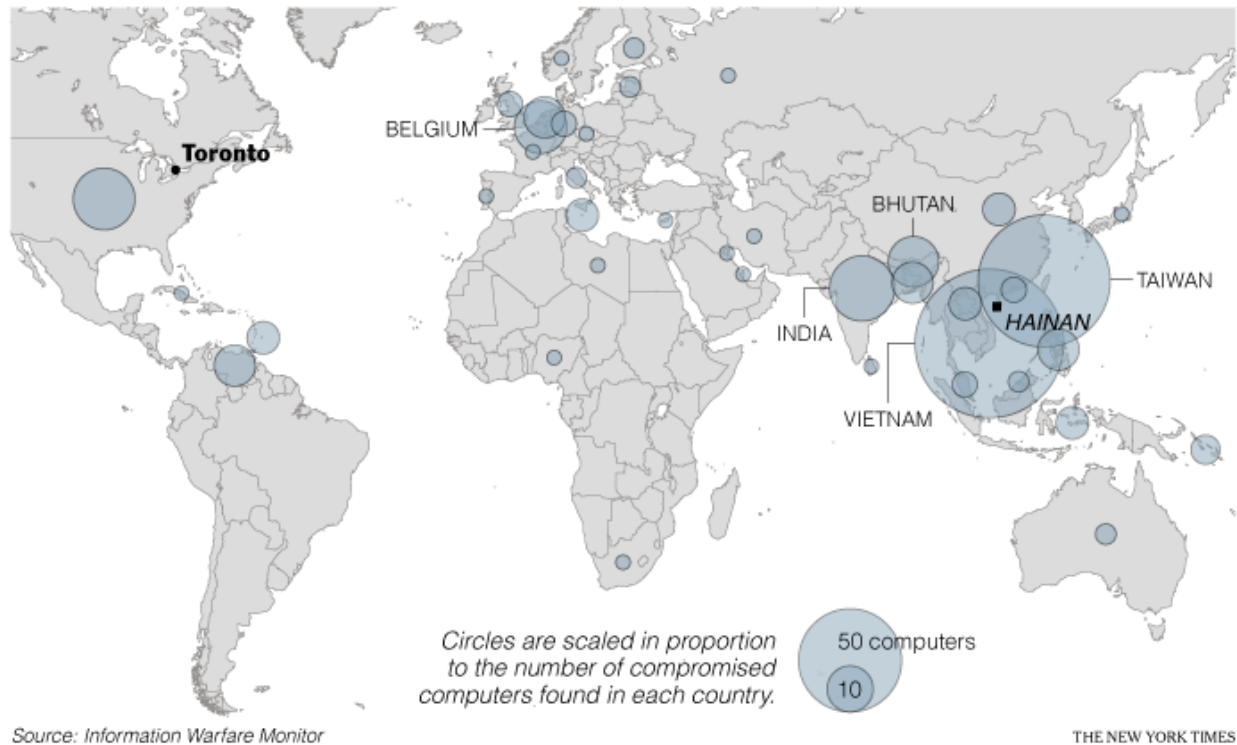 BELGIUM
Toronto
BHUTAN
TAIWAN
HAINAN
INDIA
VIETNAM
Circles are scaled in proportion
to the number of compromised
computers found in each country.
50 computers
10
Source: Information Warfare Monitor
THE NEW YORK TIMES